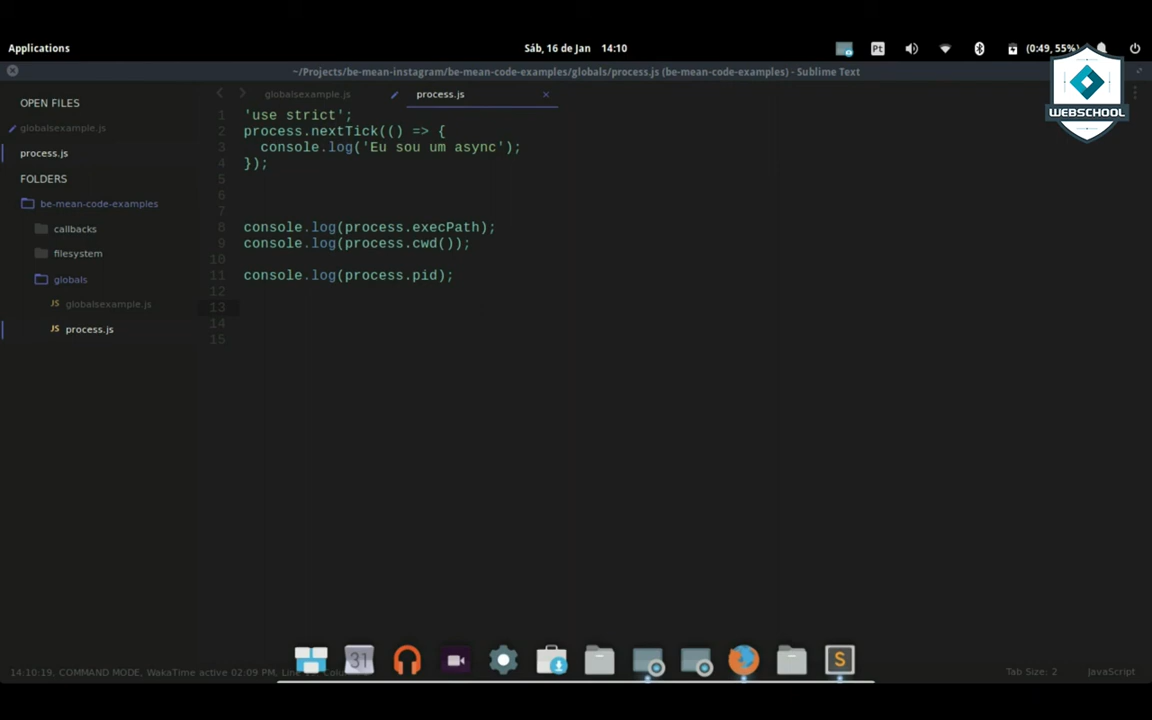 Applications
Sáb, 16 de Jan 14:10
Pt
(0:49, 55%)
~/Projects/be-mean-instagram/be-mean-code-examples/globals/process.js (be-mean-code-examples) - Sublime Text
WEBSCHOOL
OPEN FILES
globalsexample.js
process.js
FOLDERS
be-mean-code-examples
callbacks
filesystem
globals
globalsexample.js
process.js
globalsexample.js
process.js
1 'use strict';
2 process.nextTick(() => {
3 console.log('Eu sou um async');
4 });
5
6
7
8 console.log(process.execPath);
9 console.log(process.cwd());
10
11 console.log(process.pid);
12
13
14
15
31
S
14:10:19, COMMAND MODE, WakaTime active 02:09 PM,
Tab Size: 2
JavaScript